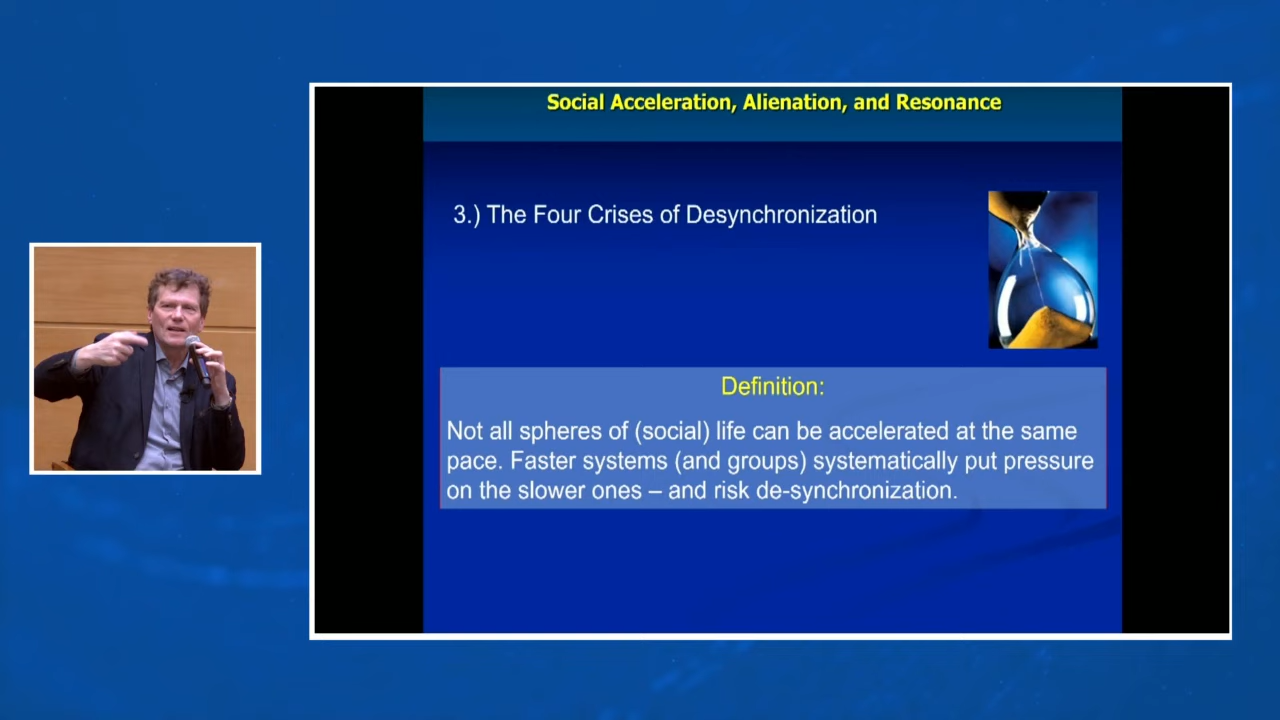 Social Acceleration, Alienation, and Resonance
3.) The Four Crises of Desynchronization
Definition:
Not all spheres of (social) life can be accelerated at the same
pace. Faster systems (and groups) systematically put pressure
on the slower ones – and risk de-synchronization.